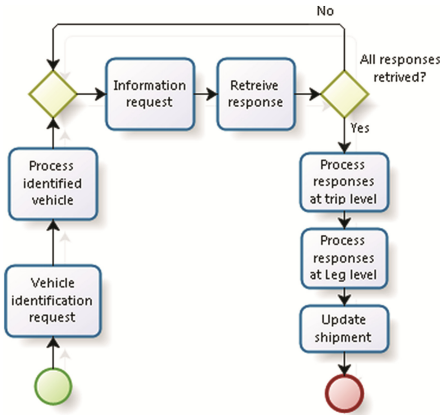 No
All responses
retrived?
Information
request
Retreive
response
Yes
Process
identified
vehicle
Process
responses
at trip level
Vehicle
identification
request
Process
responses
at Leg level
Update
shipment